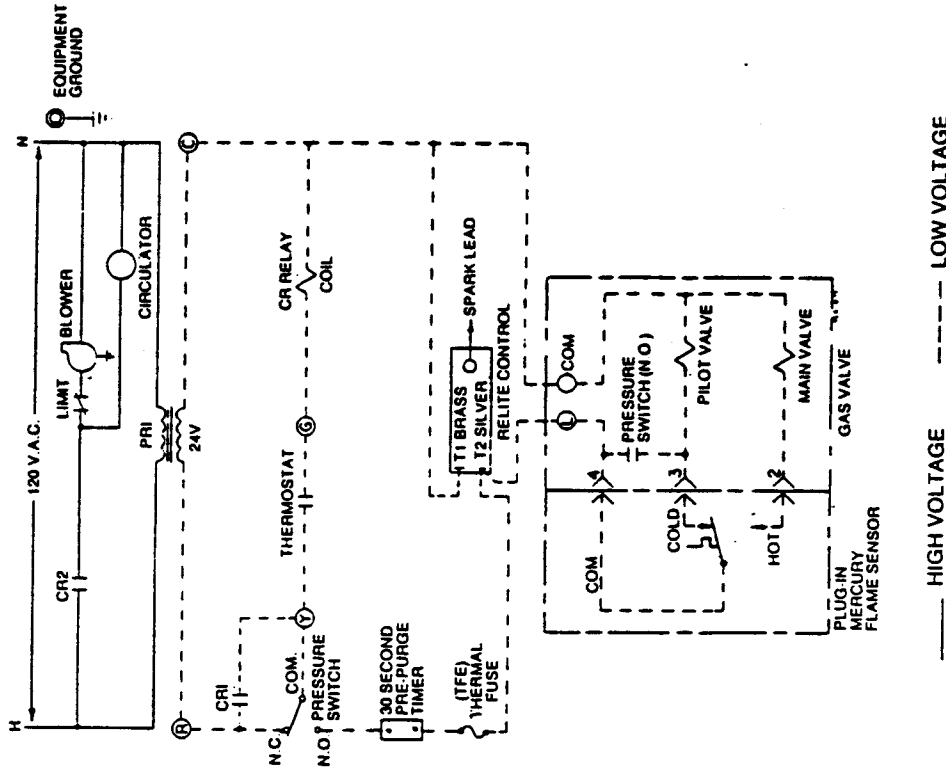 H
120 V.A.C.
N
EQUIPMENT
GROUND
CR2
LIMIT
BLOWER
CIRCULATOR
PRI
24V
R
C
CR1
N.C.
COM.
N.O.
PRESSURE
SWITCH
Y
THERMOSTAT
G
CR RELAY
COIL
30 SECOND
PRE-PURGE
TIMER
(TFE)
THERMAL
FUSE
T1 BRASS
T2 SILVER
SPARK LEAD
RELITE CONTROL
L
COM
COM
4
PRESSURE
SWITCH (N O)
COLD
3
PILOT VALVE
HOT
2
MAIN VALVE
GAS VALVE
PLUG-IN
MERCURY
FLAME SENSOR
HIGH VOLTAGE
LOW VOLTAGE